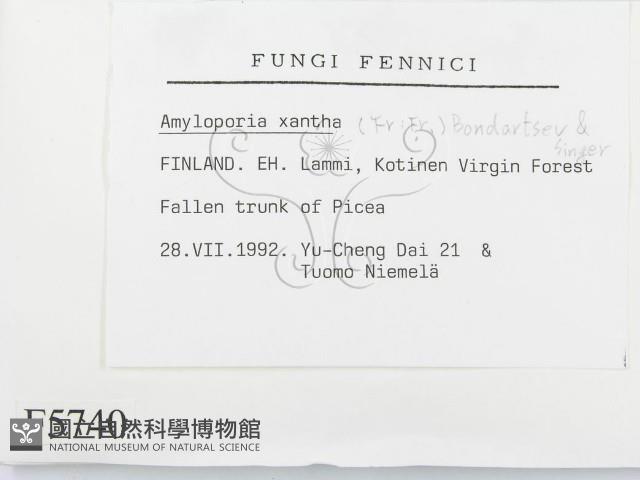 FUNGI FENNICI
Amyloporia xantha (Fr.:Fr.) Bondartsev &
Singer
FINLAND. EH. Lammi, Kotinen Virgin Forest
Fallen trunk of Picea
28.VII.1992. Yu-Cheng Dai 21 &
Tuomo Niemelä
F5740
國立自然科學博物館
NATIONAL MUSEUM OF NATURAL SCIENCE